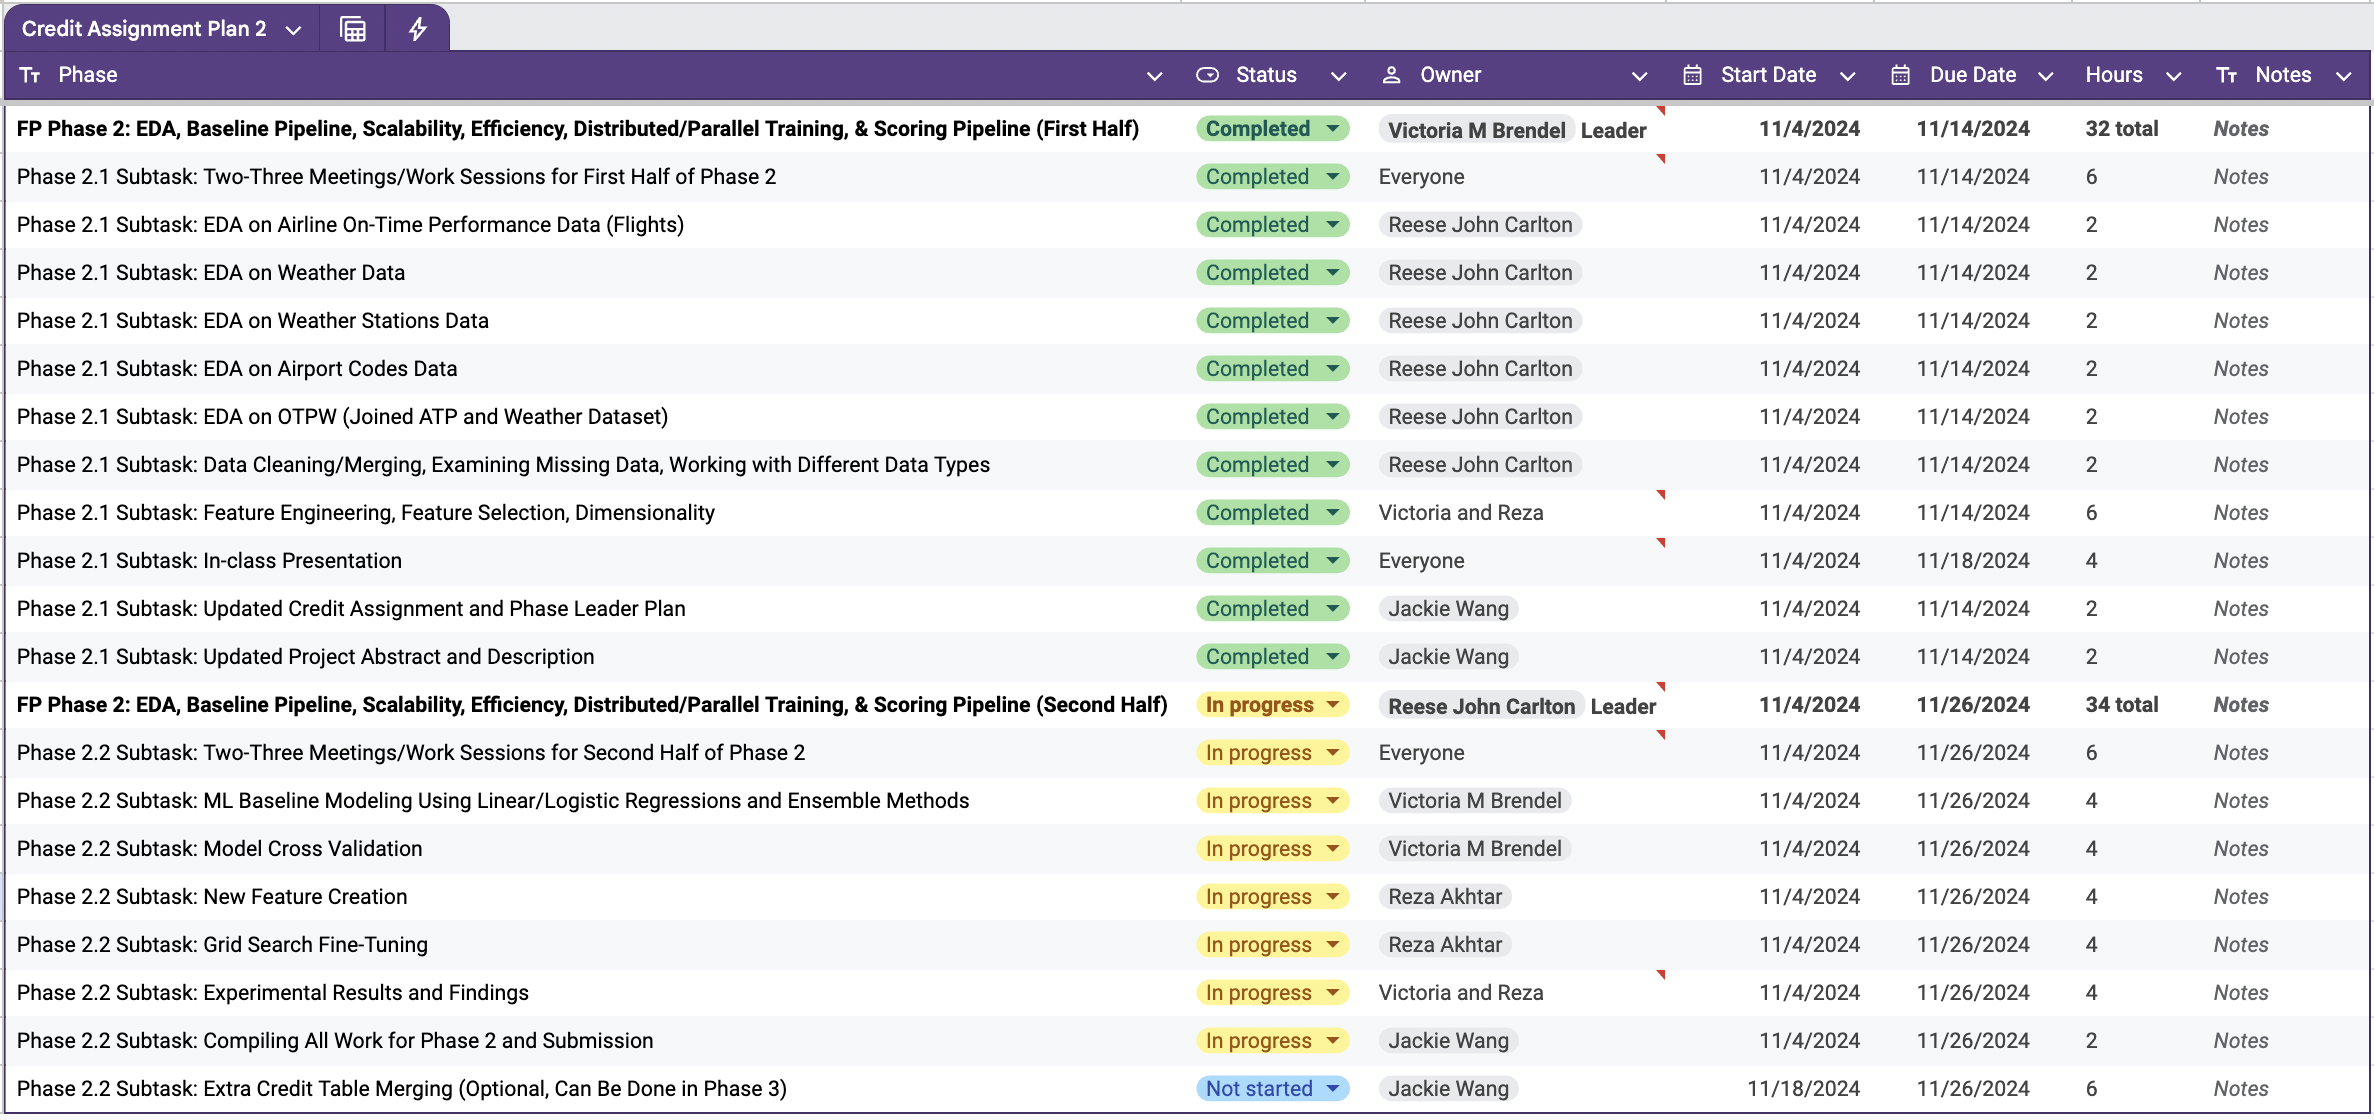 Credit Assignment Plan 2
Phase Status Owner Start Date Due Date Hours Notes
FP Phase 2: EDA, Baseline Pipeline, Scalability, Efficiency, Distributed/Parallel Training, & Scoring Pipeline (First Half) Completed Victoria M Brendel Leader 11/4/2024 11/14/2024 32 total Notes
Phase 2.1 Subtask: Two-Three Meetings/Work Sessions for First Half of Phase 2 Completed Everyone 11/4/2024 11/14/2024 6 Notes
Phase 2.1 Subtask: EDA on Airline On-Time Performance Data (Flights) Completed Reese John Carlton 11/4/2024 11/14/2024 2 Notes
Phase 2.1 Subtask: EDA on Weather Data Completed Reese John Carlton 11/4/2024 11/14/2024 2 Notes
Phase 2.1 Subtask: EDA on Weather Stations Data Completed Reese John Carlton 11/4/2024 11/14/2024 2 Notes
Phase 2.1 Subtask: EDA on Airport Codes Data Completed Reese John Carlton 11/4/2024 11/14/2024 2 Notes
Phase 2.1 Subtask: EDA on OTPW (Joined ATP and Weather Dataset) Completed Reese John Carlton 11/4/2024 11/14/2024 2 Notes
Phase 2.1 Subtask: Data Cleaning/Merging, Examining Missing Data, Working with Different Data Types Completed Reese John Carlton 11/4/2024 11/14/2024 2 Notes
Phase 2.1 Subtask: Feature Engineering, Feature Selection, Dimensionality Completed Victoria and Reza 11/4/2024 11/14/2024 6 Notes
Phase 2.1 Subtask: In-class Presentation Completed Everyone 11/4/2024 11/18/2024 4 Notes
Phase 2.1 Subtask: Updated Credit Assignment and Phase Leader Plan Completed Jackie Wang 11/4/2024 11/14/2024 2 Notes
Phase 2.1 Subtask: Updated Project Abstract and Description Completed Jackie Wang 11/4/2024 11/14/2024 2 Notes
FP Phase 2: EDA, Baseline Pipeline, Scalability, Efficiency, Distributed/Parallel Training, & Scoring Pipeline (Second Half) In progress Reese John Carlton Leader 11/4/2024 11/26/2024 34 total Notes
Phase 2.2 Subtask: Two-Three Meetings/Work Sessions for Second Half of Phase 2 In progress Everyone 11/4/2024 11/26/2024 6 Notes
Phase 2.2 Subtask: ML Baseline Modeling Using Linear/Logistic Regressions and Ensemble Methods In progress Victoria M Brendel 11/4/2024 11/26/2024 4 Notes
Phase 2.2 Subtask: Model Cross Validation In progress Victoria M Brendel 11/4/2024 11/26/2024 4 Notes
Phase 2.2 Subtask: New Feature Creation In progress Reza Akhtar 11/4/2024 11/26/2024 4 Notes
Phase 2.2 Subtask: Grid Search Fine-Tuning In progress Reza Akhtar 11/4/2024 11/26/2024 4 Notes
Phase 2.2 Subtask: Experimental Results and Findings In progress Victoria and Reza 11/4/2024 11/26/2024 4 Notes
Phase 2.2 Subtask: Compiling All Work for Phase 2 and Submission In progress Jackie Wang 11/4/2024 11/26/2024 2 Notes
Phase 2.2 Subtask: Extra Credit Table Merging (Optional, Can Be Done in Phase 3) Not started Jackie Wang 11/18/2024 11/26/2024 6 Notes